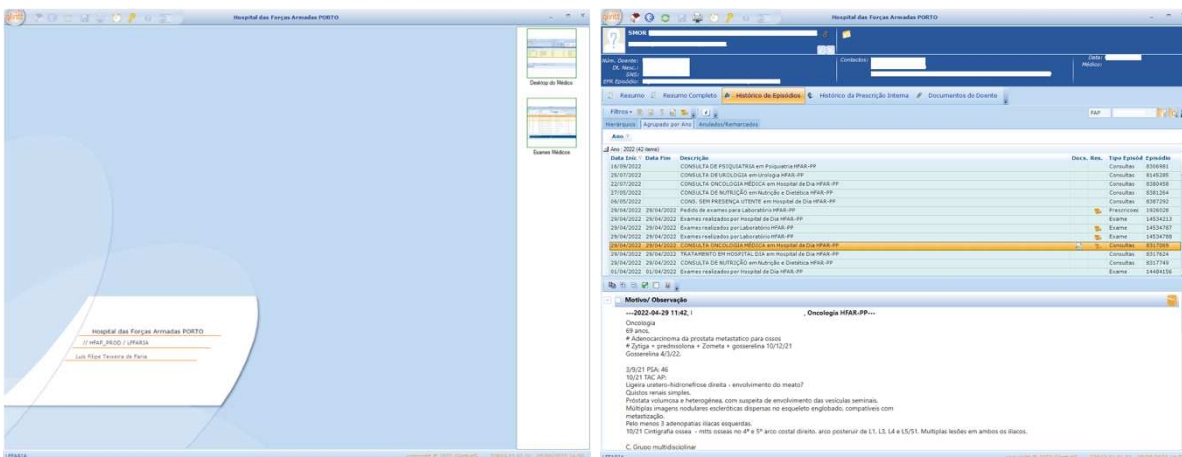 glintt
Hospital das Forças Armadas PORTO
Desktop do Médico
Exames Médicos
Hospital das Forças Armadas PORTO
// HFAP_PROD / LFFARIA
Luis Filipe Teixeira de Faria
LFFARIA
glintt
Hospital das Forças Armadas PORTO
SMOR
Núm. Doente:
Dt. Nasc.:
SNS:
EFR Episódio:
Contactos:
Data:
Médico:
Resumo Resumo Completo Histórico de Episódios Histórico da Prescrição Interna Documentos do Doente
Filtros
FAP
Hierárquico Agrupado por Ano Anulados/Remarcados
Ano
Ano : 2022 (42 items)
Data Iníc Data Fim Descrição Docs. Res. Tipo Episód Episódio
16/09/2022 CONSULTA DE PSIQUIATRIA em Psiquiatria HFAR-PP Consultas
26/07/2022 CONSULTA DE UROLOGIA em Urologia HFAR-PP Consultas
22/07/2022 CONSULTA ONCOLOGIA MÉDICA em Hospital de Dia HFAR-PP Consultas 8380458
27/05/2022 CONSULTA DE NUTRIÇÃO em Nutrição e Dietética HFAR-PP Consultas 8381264
06/05/2022 CONS. SEM PRESENÇA UTENTE em Hospital de Dia HFAR-PP Consultas 8387292
29/04/2022 29/04/2022 Pedido de exames para Laboratório HFAR-PP Prescricoes 1926028
29/04/2022 29/04/2022 Exames realizados por Hospital de Dia HFAR-PP Exame 14534213
29/04/2022 29/04/2022 Exames realizados por Laboratório HFAR-PP Exame 14534767
29/04/2022 29/04/2022 Exames realizados por Laboratório HFAR-PP Exame 14534766
29/04/2022 29/04/2022 CONSULTA ONCOLOGIA MÉDICA em Hospital de Dia HFAR-PP Consultas 8317069
29/04/2022 29/04/2022 TRATAMENTO EM HOSPITAL DIA em Hospital de Dia HFAR-PP Consultas 8317624
29/04/2022 29/04/2022 CONSULTA DE NUTRIÇÃO em Nutrição e Dietética HFAR-PP Consultas 8317749
01/04/2022 01/04/2022 Exames realizados por Hospital de Dia HFAR-PP Exame
Motivo/ Observação
---2022-04-29 11:42, , Oncologia HFAR-PP---
Oncologia
69 anos.
# Adenocarcinoma da prostata metastatico para ossos
# Zytiga + prednisolona + Zometa + gosserelina 10/12/21
Gosserelina 4/3/22.
3/9/21 PSA: 46
10/21 TAC AP:
Ligeira uretero-hidronefrose direita - envolvimento do meato?
Quistos renais simples.
Próstata volumosa e heterogénea, com suspeita de envolvimento das vesículas seminais.
Múltiplas imagens nodulares escleróticas dispersas no esqueleto englobado, compatíveis com
metastização.
Pelo menos 3 adenopatias ilíacas esquerdas.
10/21 Cintigrafia ossea - mtts osseas no 4º e 5º arco costal direito, arco posteruir de L1, L3, L4 e L5/S1. Multiplas lesões em ambos os ilíacos.
C. Grupo multidisciolinar
LFFARIA